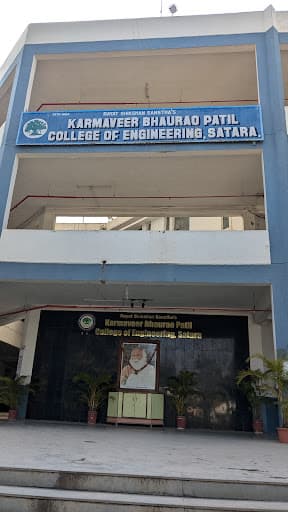 RAYAT SHIKSHAN SANSTHA'S
KARMAVEER BHAURAO PATIL
COLLEGE OF ENGINEERING, SATARA.
Rayat Shikshan Sanstha's
Karmaveer Bhaurao Patil
College of Engineering, Satara